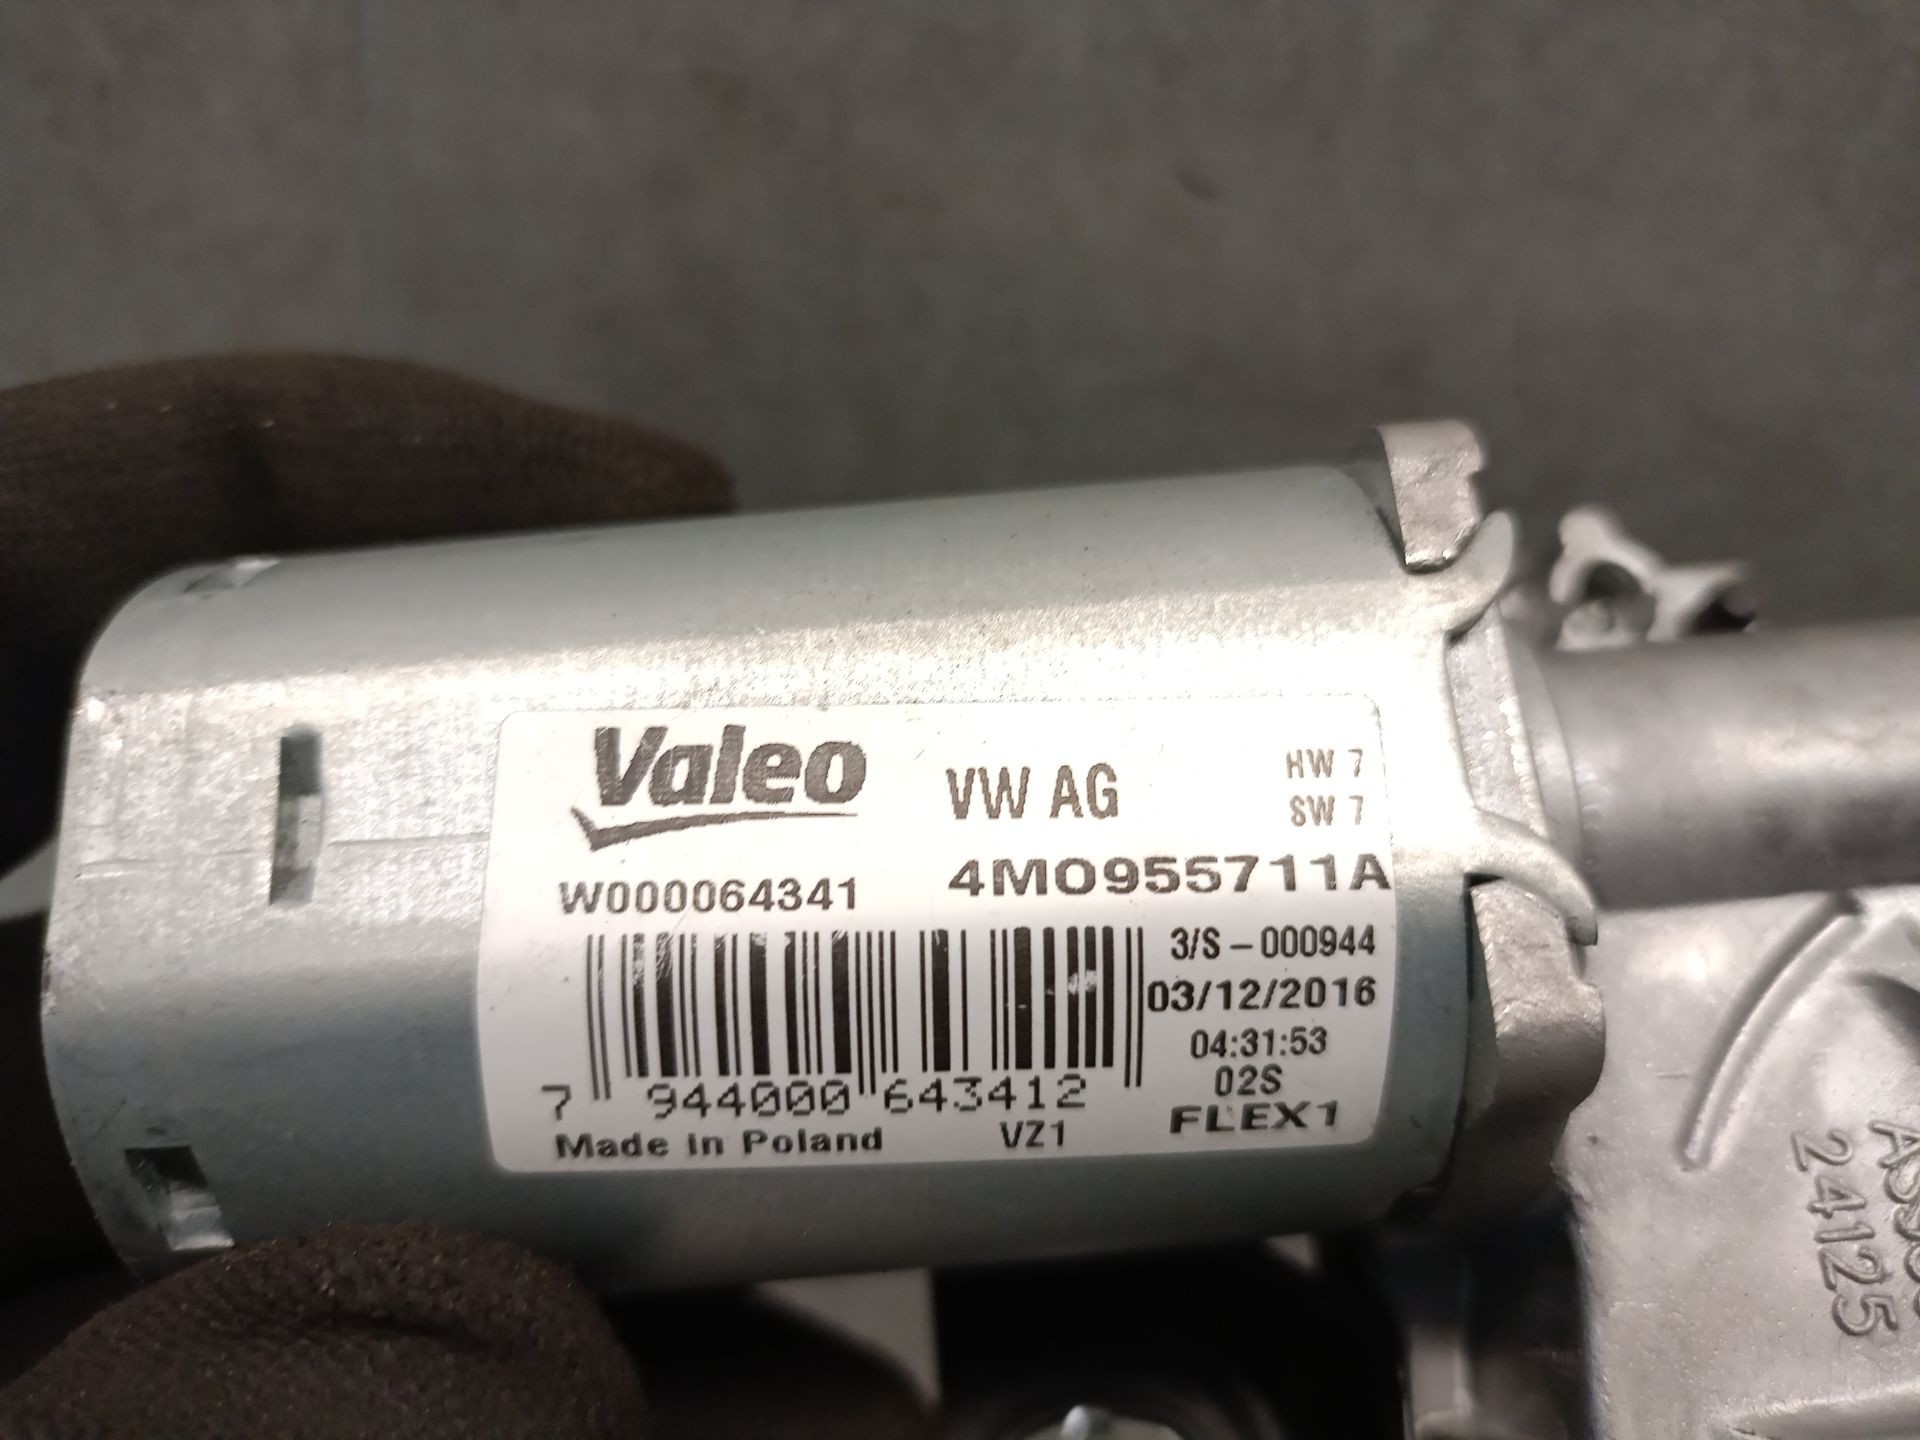 Valeo
VW AG
HW 7
SW 7
W000064341
4M0955711A
3/S - 000944
03/12/2016
04:31:53
02S
7 944000 643412
FLEX1
Made in Poland
VZ1
24125